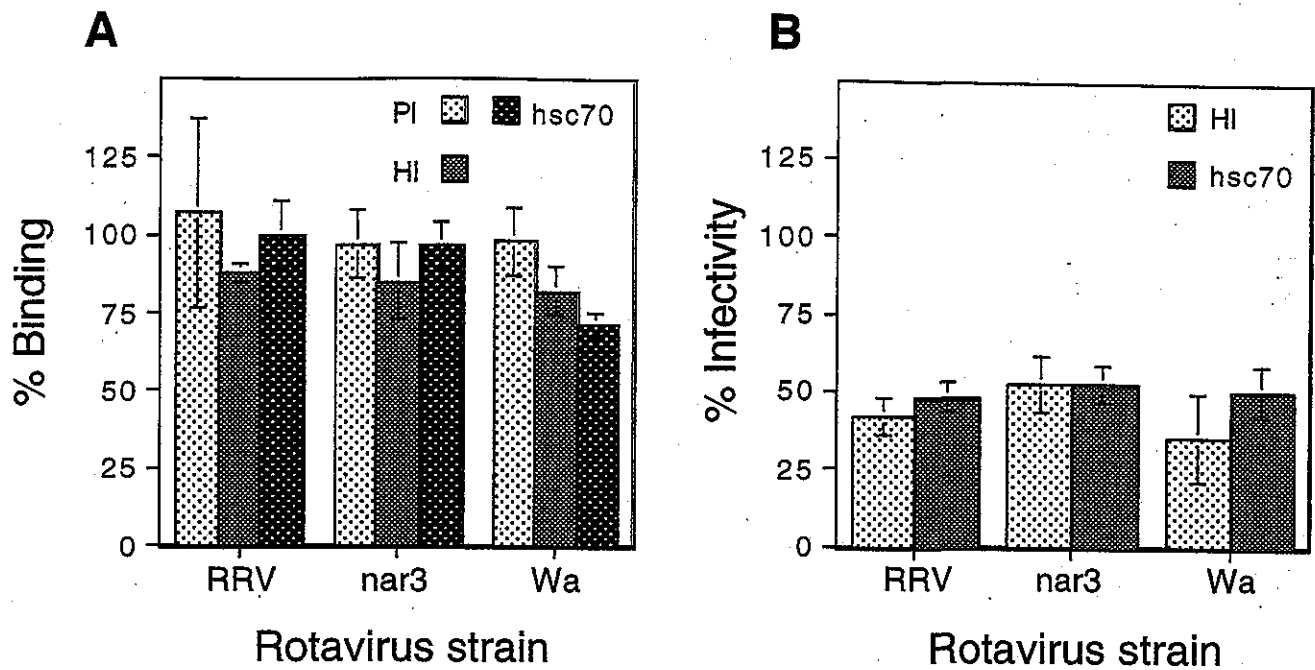 A
PI
hsc70
HI
125
100
75
50
25
0
% Binding
RRV nar3 Wa
Rotavirus strain
B
HI
hsc70
125
100
75
50
25
0
% Infectivity
RRV nar3 Wa
Rotavirus strain